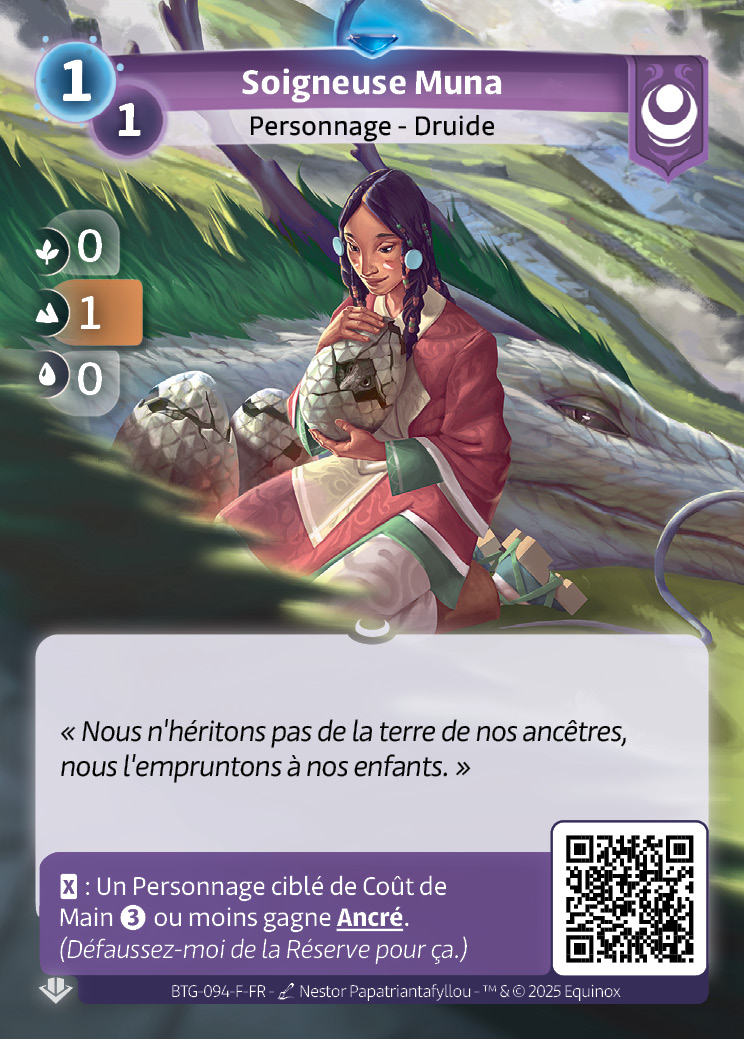 1
Soigneuse Muna
1
Personnage - Druide
0
1
0
« Nous n'héritons pas de la terre de nos ancêtres,
nous l'empruntons à nos enfants. »
X : Un Personnage ciblé de Coût de
Main 3 ou moins gagne Ancré.
(Défaussez-moi de la Réserve pour ça.)
BTG-094-F-FR - Nestor Papatriantafyllou - ™ & © 2025 Equinox